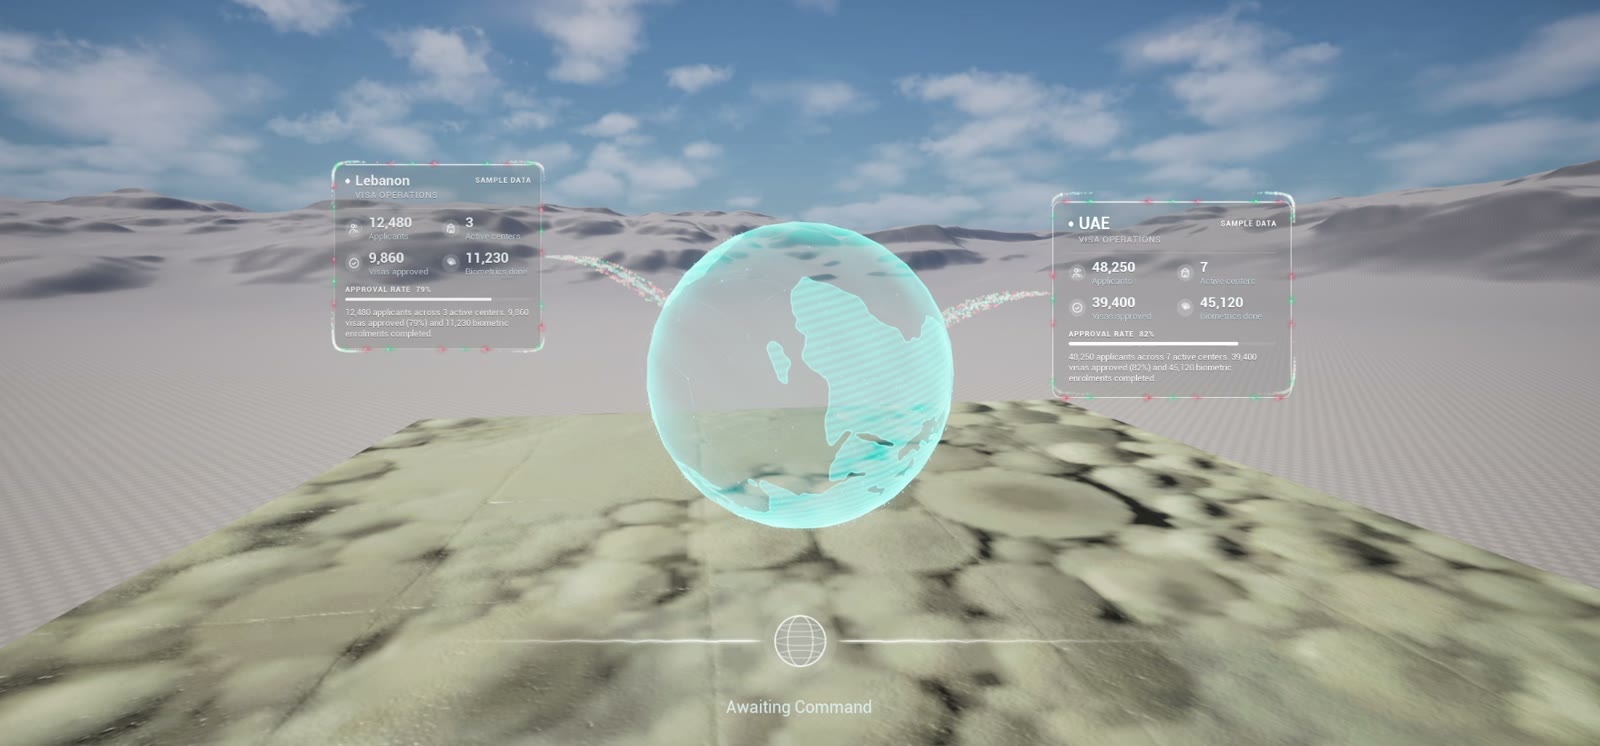 Lebanon
SAMPLE DATA
VISA OPERATIONS
12,480
Applicants
3
Active centers
9,860
Visas approved
11,230
Biometrics done
APPROVAL RATE 79%
12,480 applicants across 3 active centers. 9,860
visas approved (79%) and 11,230 biometric
enrolments completed.
UAE
SAMPLE DATA
VISA OPERATIONS
48,250
Applicants
7
Active centers
39,400
Visas approved
45,120
Biometrics done
APPROVAL RATE 82%
48,250 applicants across 7 active centers. 39,400
visas approved (82%) and 45,120 biometric
enrolments completed.
Awaiting Command